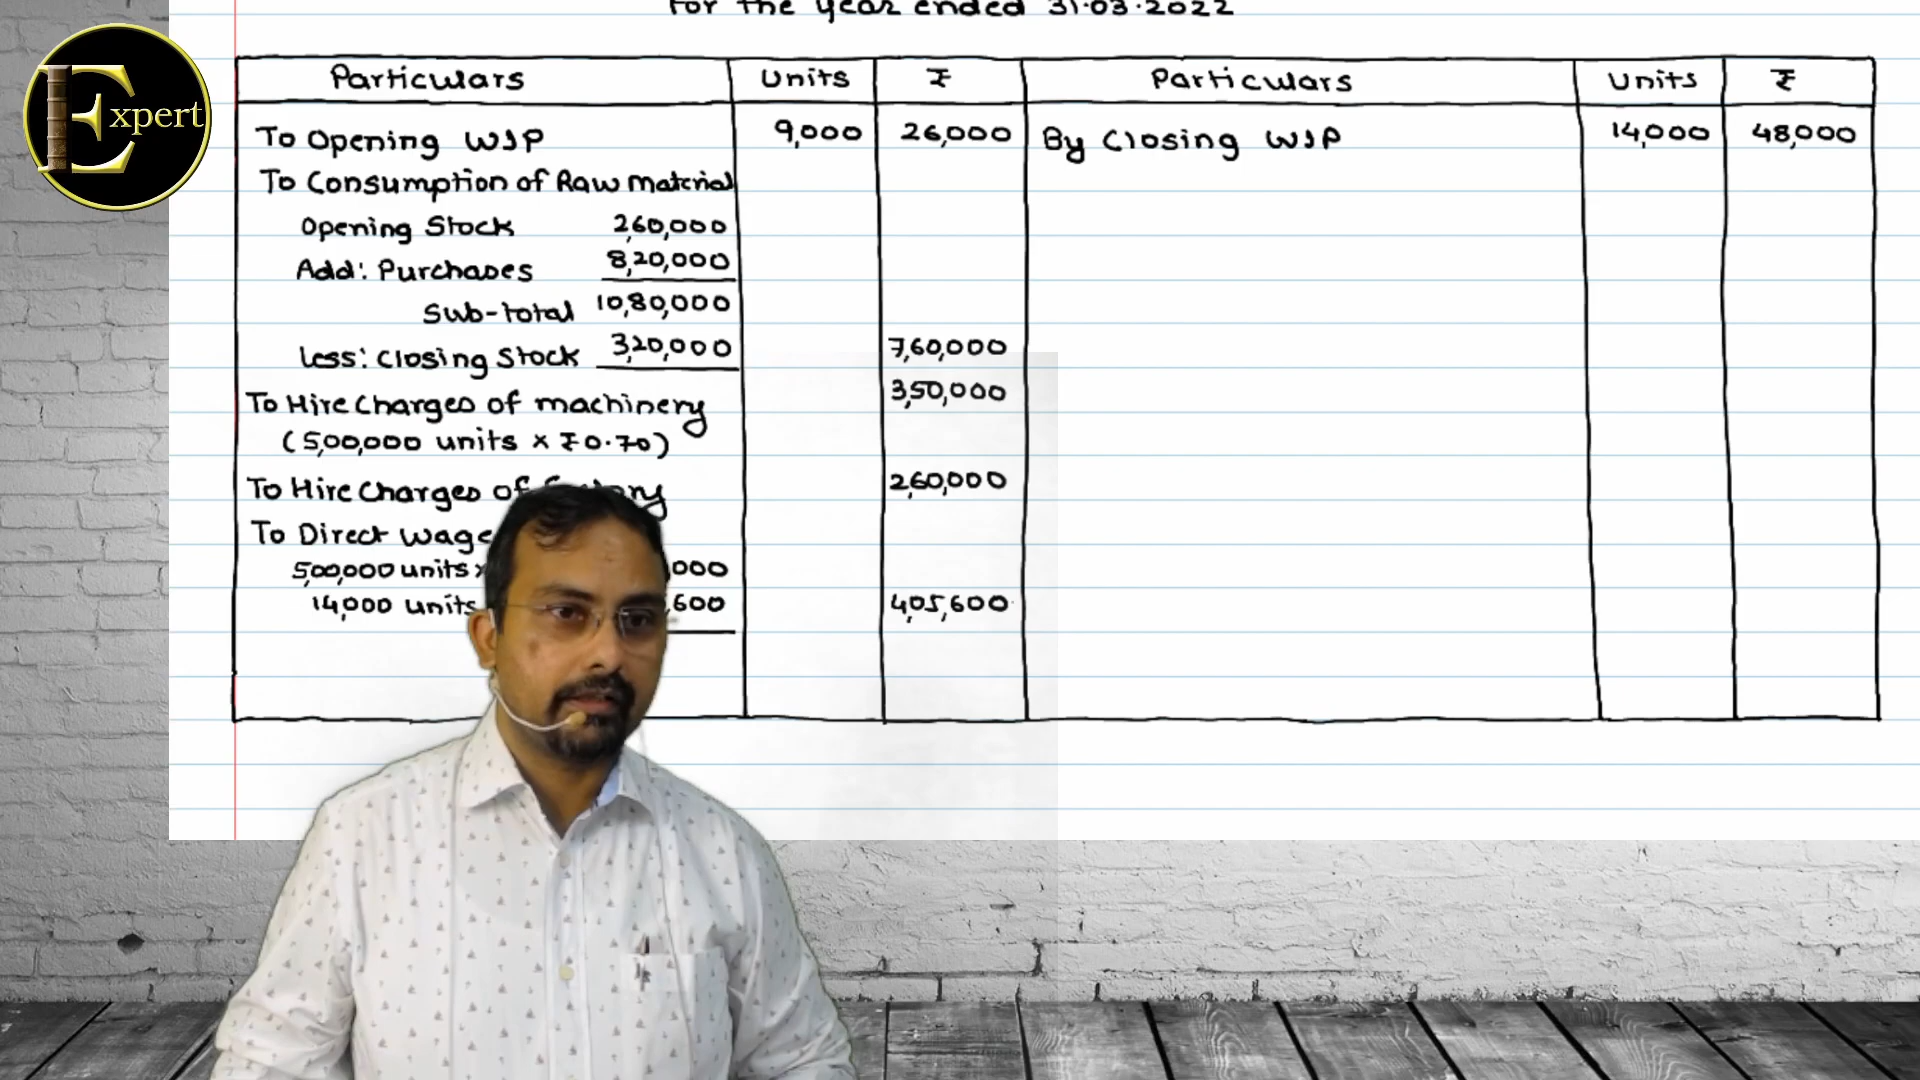 Expert
For the year ended 31.03.2022
Particulars Units ₹ Particulars Units ₹
To Opening WIP 9,000 26,000 By Closing WIP 14,000 48,000
To Consumption of Raw Material
Opening Stock 2,60,000
Add: Purchases 8,20,000
Sub-total 10,80,000
Less: Closing Stock 3,20,000 7,60,000
To Hire Charges of machinery 3,50,000
(5,00,000 units × ₹0.70)
To Hire Charges of 2,60,000
To Direct
5,00,000 units 000
14,000 units 600 4,05,600